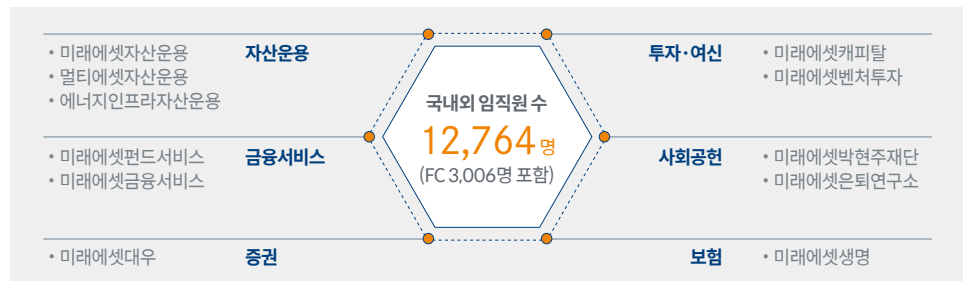 • 미래에셋자산운용
• 멀티에셋자산운용
• 에너지인프라자산운용
자산운용
• 미래에셋펀드서비스
• 미래에셋금융서비스
금융서비스
• 미래에셋대우
증권
국내외 임직원 수
12,764 명
(FC 3,006명 포함)
투자·여신
• 미래에셋캐피탈
• 미래에셋벤처투자
사회공헌
• 미래에셋박현주재단
• 미래에셋은퇴연구소
보험
• 미래에셋생명